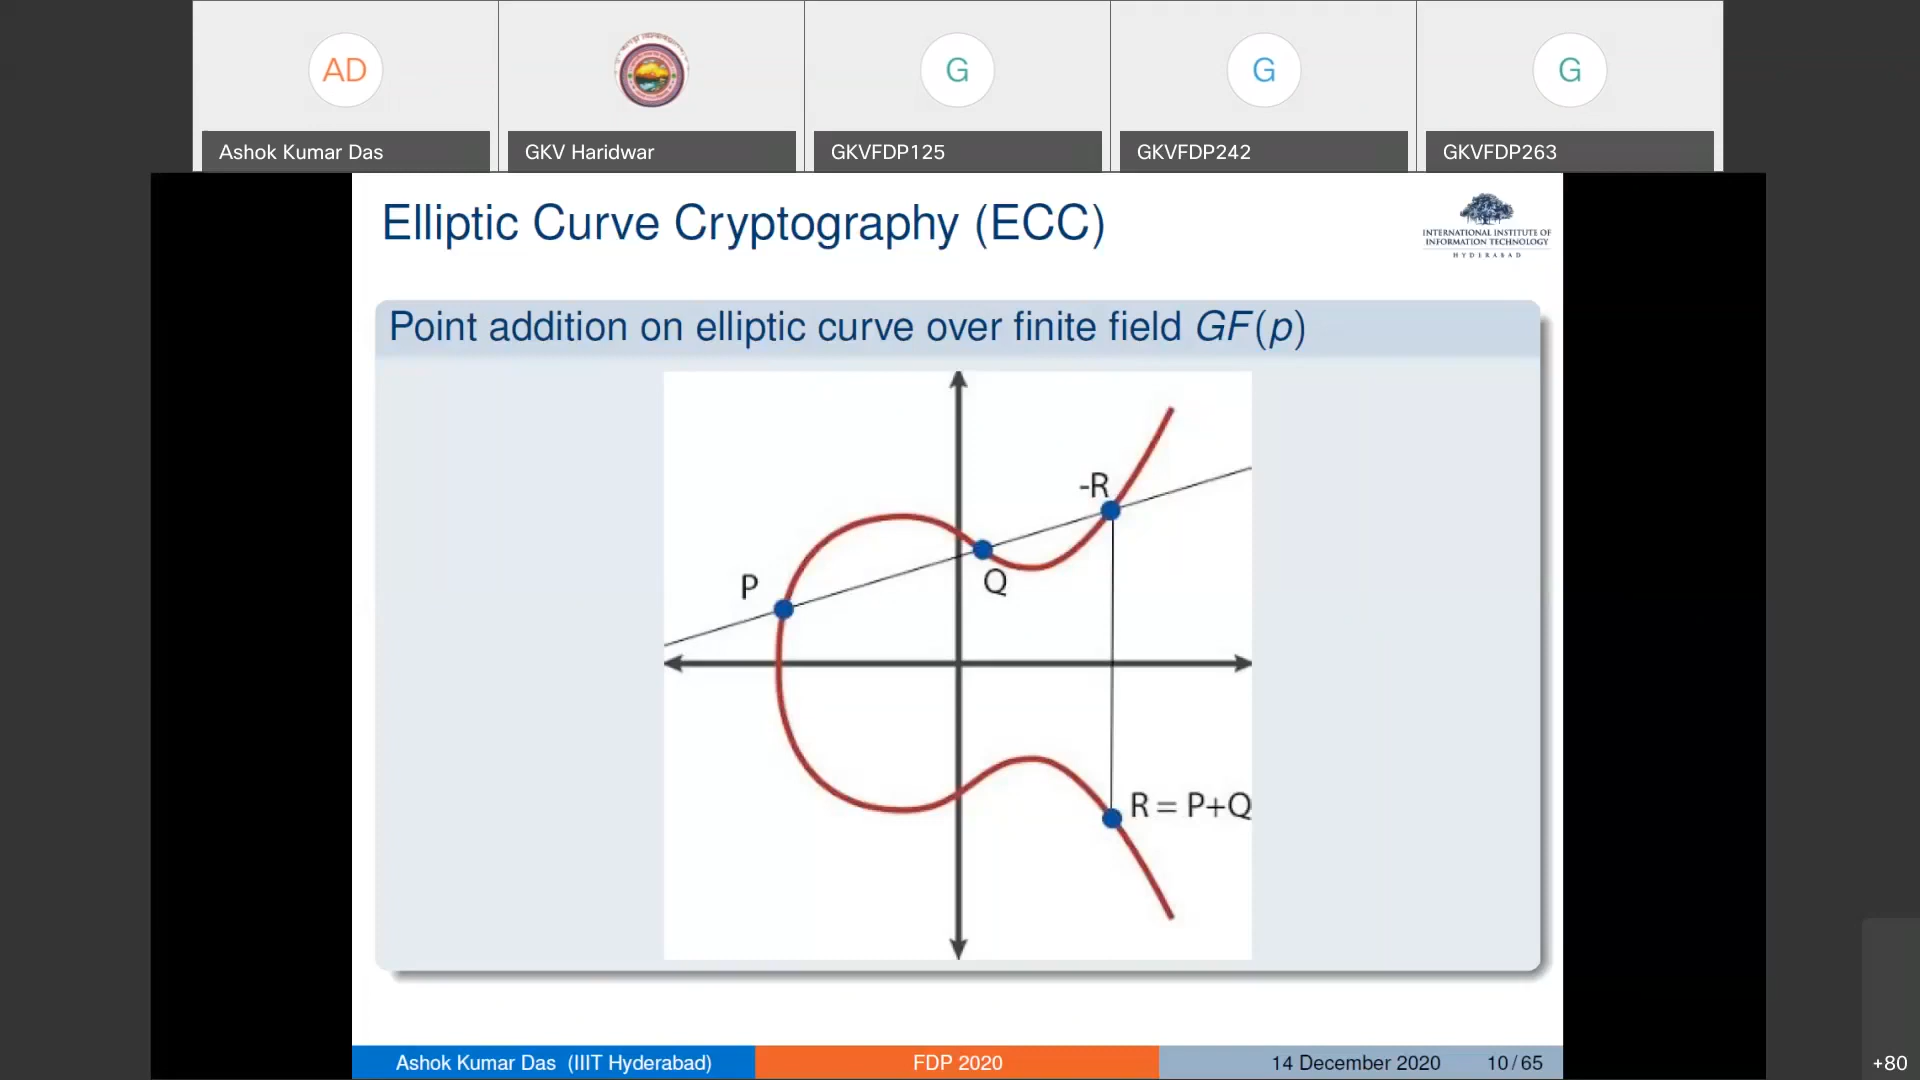 AD
G
G
G
Ashok Kumar Das
GKV Haridwar
GKVFDP125
GKVFDP242
GKVFDP263
Elliptic Curve Cryptography (ECC)
INTERNATIONAL INSTITUTE OF
INFORMATION TECHNOLOGY
HYDERABAD
Point addition on elliptic curve over finite field GF(p)
-R
P
Q
R = P+Q
Ashok Kumar Das (IIIT Hyderabad)
FDP 2020
14 December 2020
10/65
+80